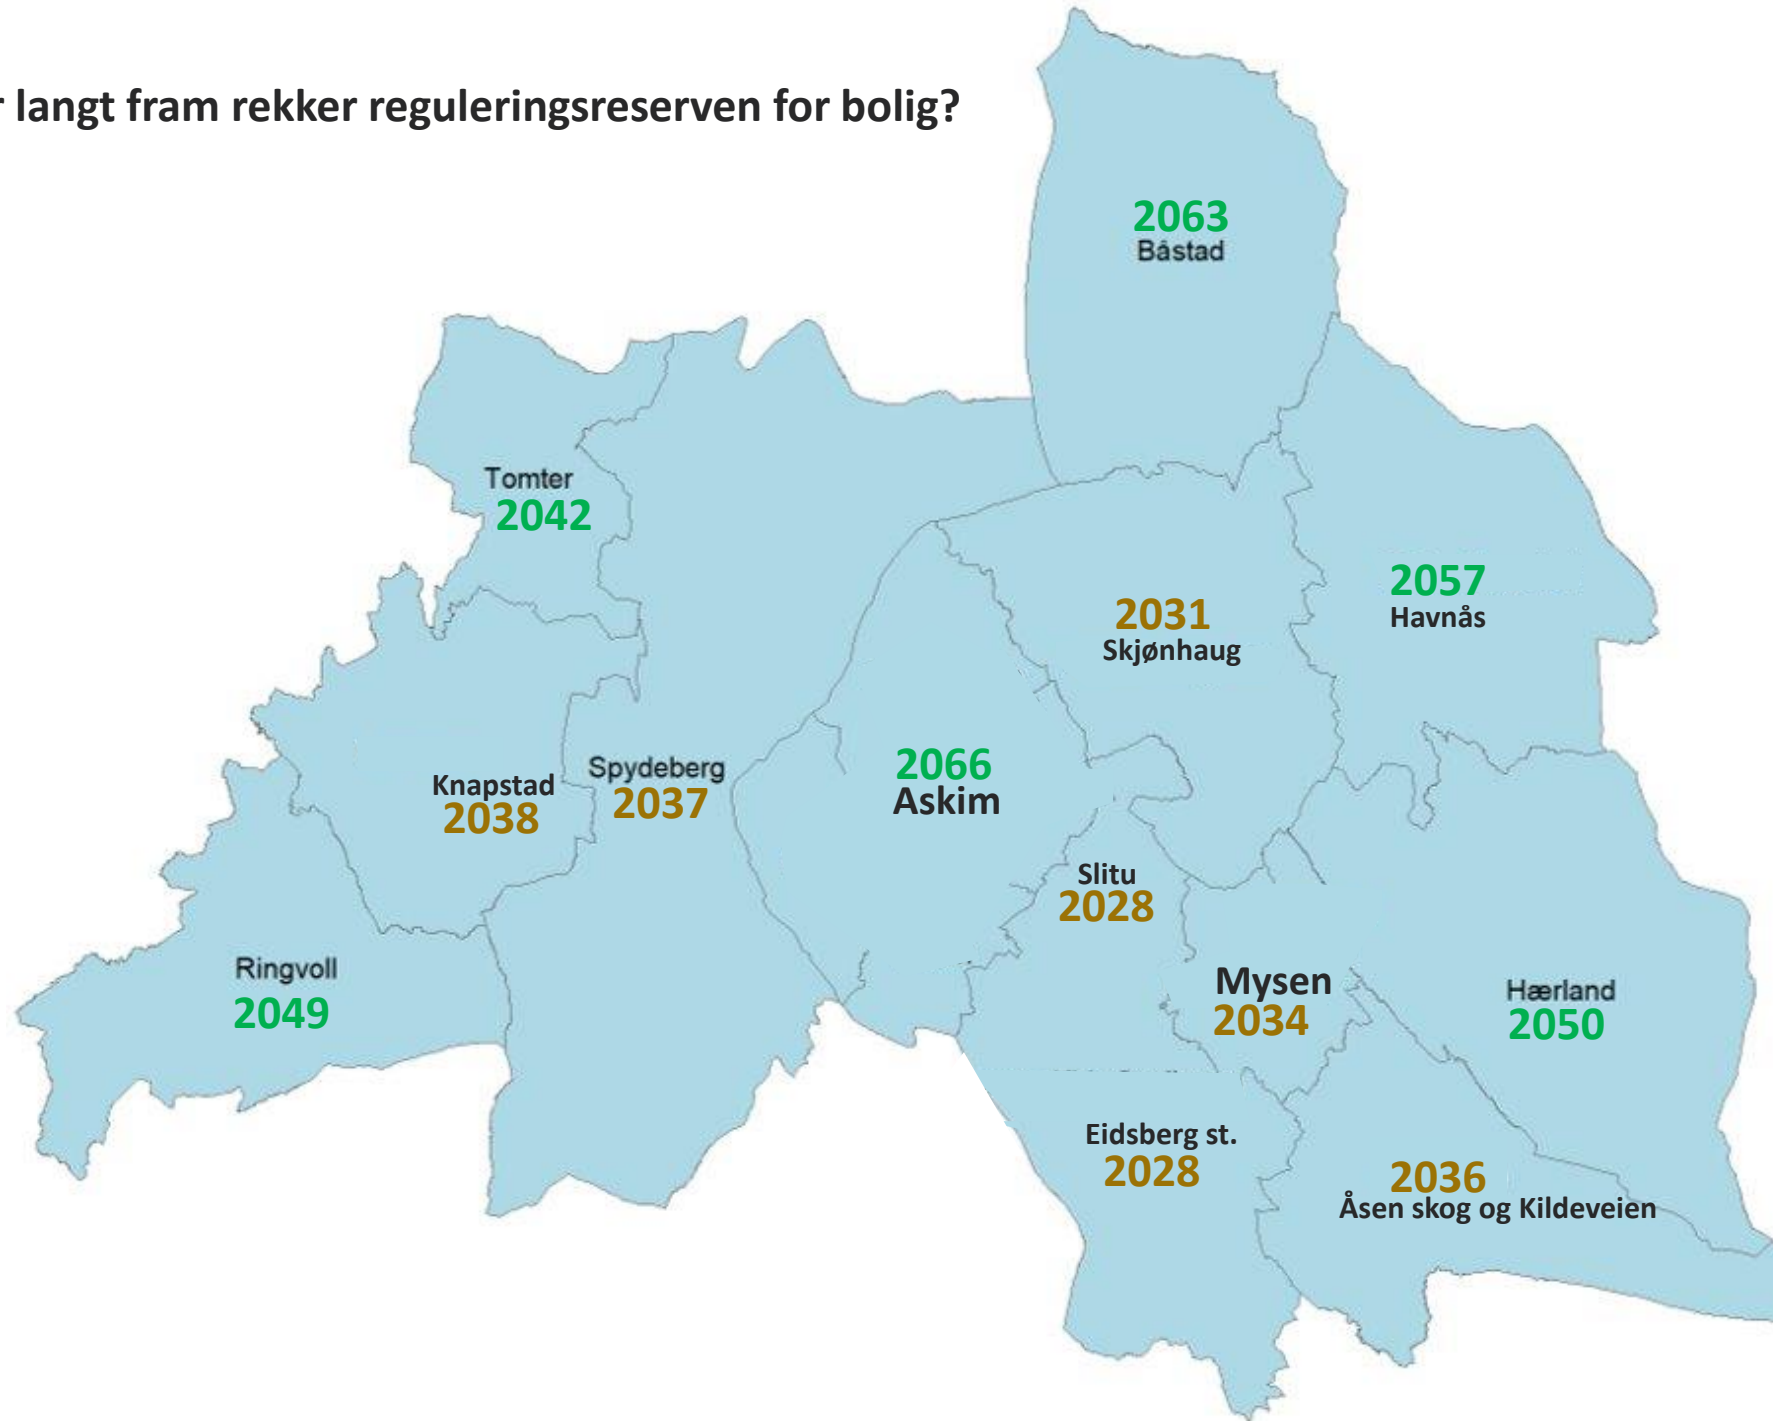 r langt fram rekker reguleringsreserven for bolig?
2063
Båstad
Tomter
2042
2057
Havnås
2031
Skjønhaug
Knapstad
2038
Spydeberg
2037
2066
Askim
Slitu
2028
Ringvoll
2049
Mysen
2034
Hærland
2050
Eidsberg st.
2028
2036
Åsen skog og Kildeveien